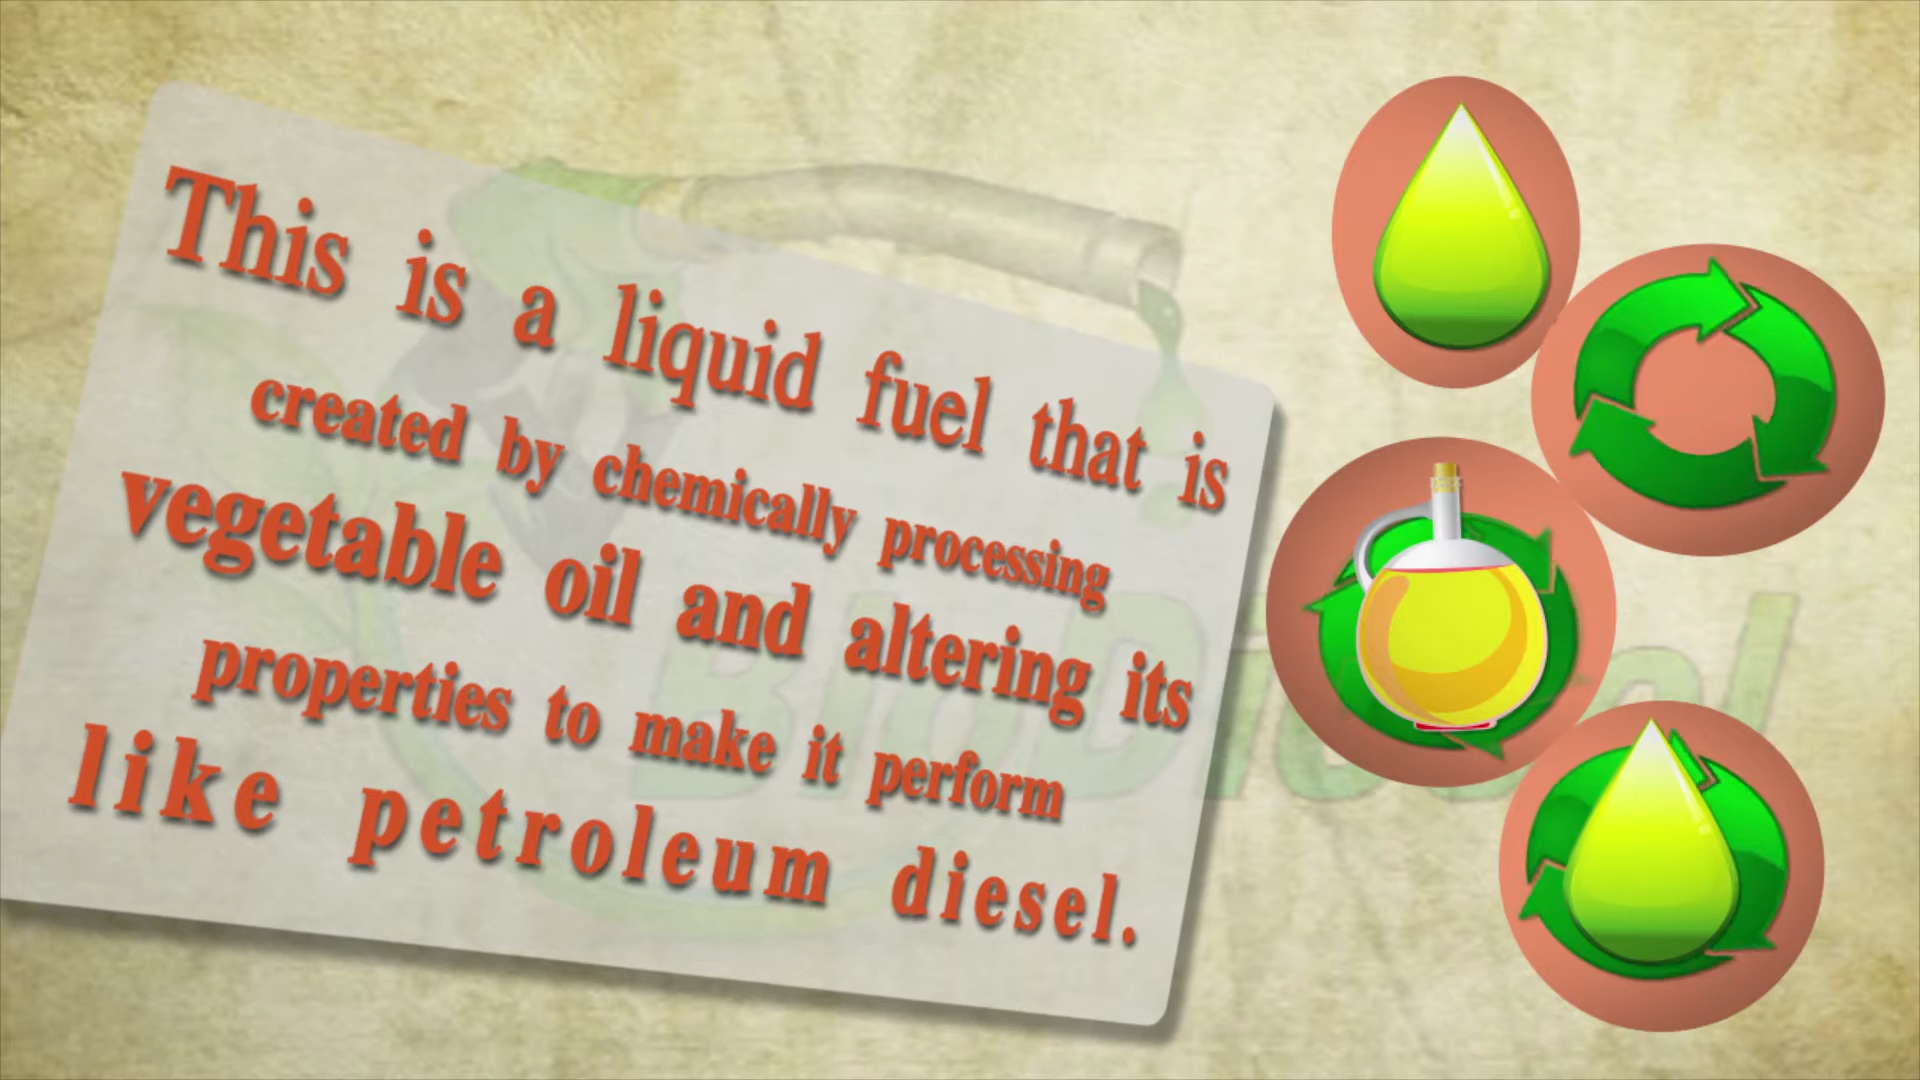 This is a liquid fuel that is
created by chemically processing
vegetable oil and altering its
properties to make it perform
like petroleum diesel.
BioDiesel